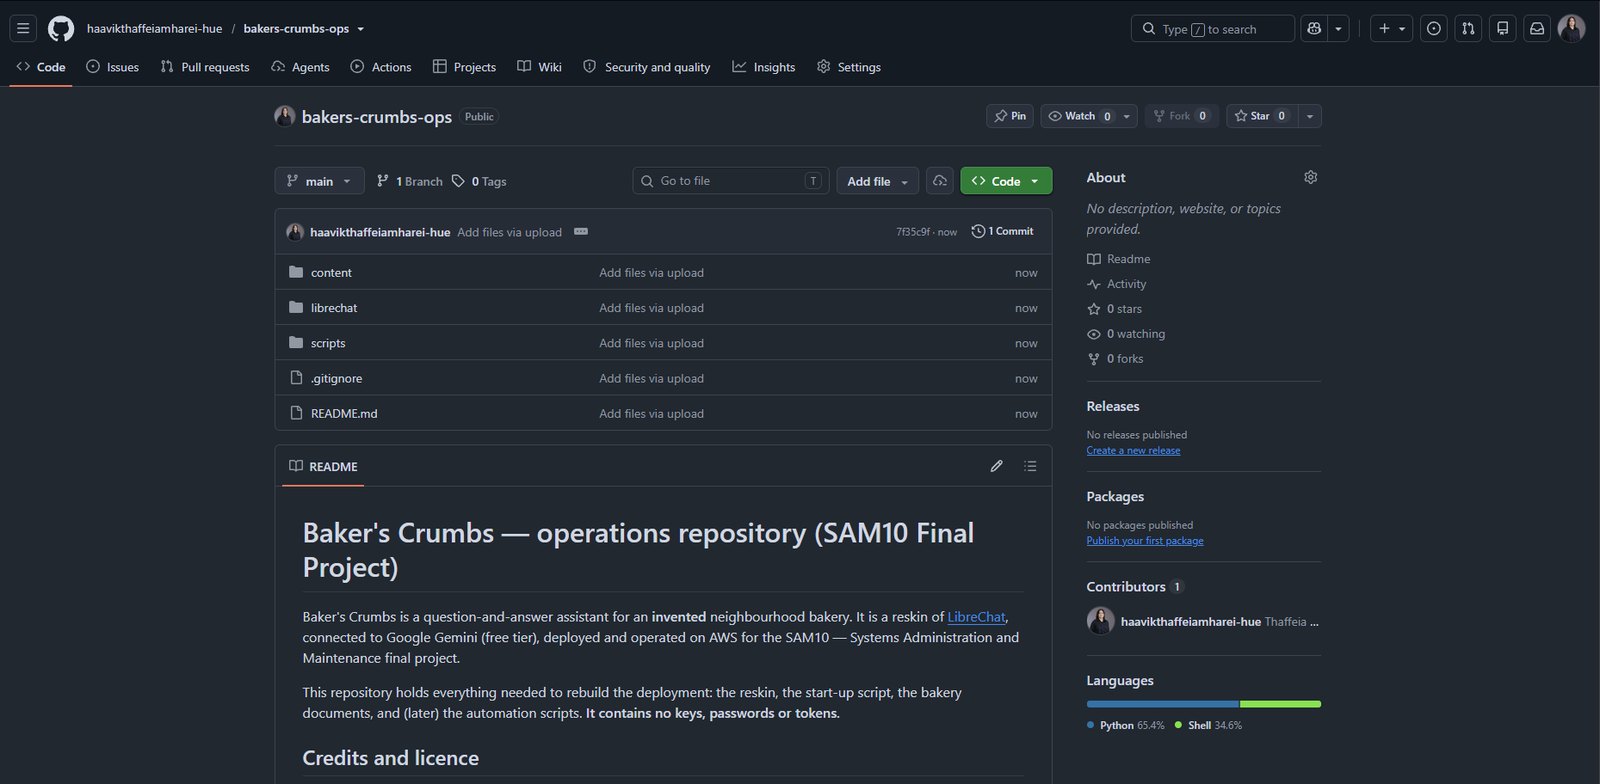 haavikthaffeiamharei-hue / bakers-crumbs-ops
Type / to search
Code
Issues
Pull requests
Agents
Actions
Projects
Wiki
Security and quality
Insights
Settings
bakers-crumbs-ops Public
Pin
Watch 0
Fork 0
Star 0
main
1 Branch
0 Tags
Go to file T
Add file
Code
haavikthaffeiamharei-hue Add files via upload
7f35c9f · now
1 Commit
content Add files via upload now
librechat Add files via upload now
scripts Add files via upload now
.gitignore Add files via upload now
README.md Add files via upload now
README
Baker's Crumbs — operations repository (SAM10 Final
Project)
Baker's Crumbs is a question-and-answer assistant for an invented neighbourhood bakery. It is a reskin of LibreChat,
connected to Google Gemini (free tier), deployed and operated on AWS for the SAM10 — Systems Administration and
Maintenance final project.
This repository holds everything needed to rebuild the deployment: the reskin, the start-up script, the bakery
documents, and (later) the automation scripts. It contains no keys, passwords or tokens.
Credits and licence
About
No description, website, or topics
provided.
Readme
Activity
0 stars
0 watching
0 forks
Releases
No releases published
Create a new release
Packages
No packages published
Publish your first package
Contributors 1
haavikthaffeiamharei-hue Thaffeia ...
Languages
Python 65.4% Shell 34.6%